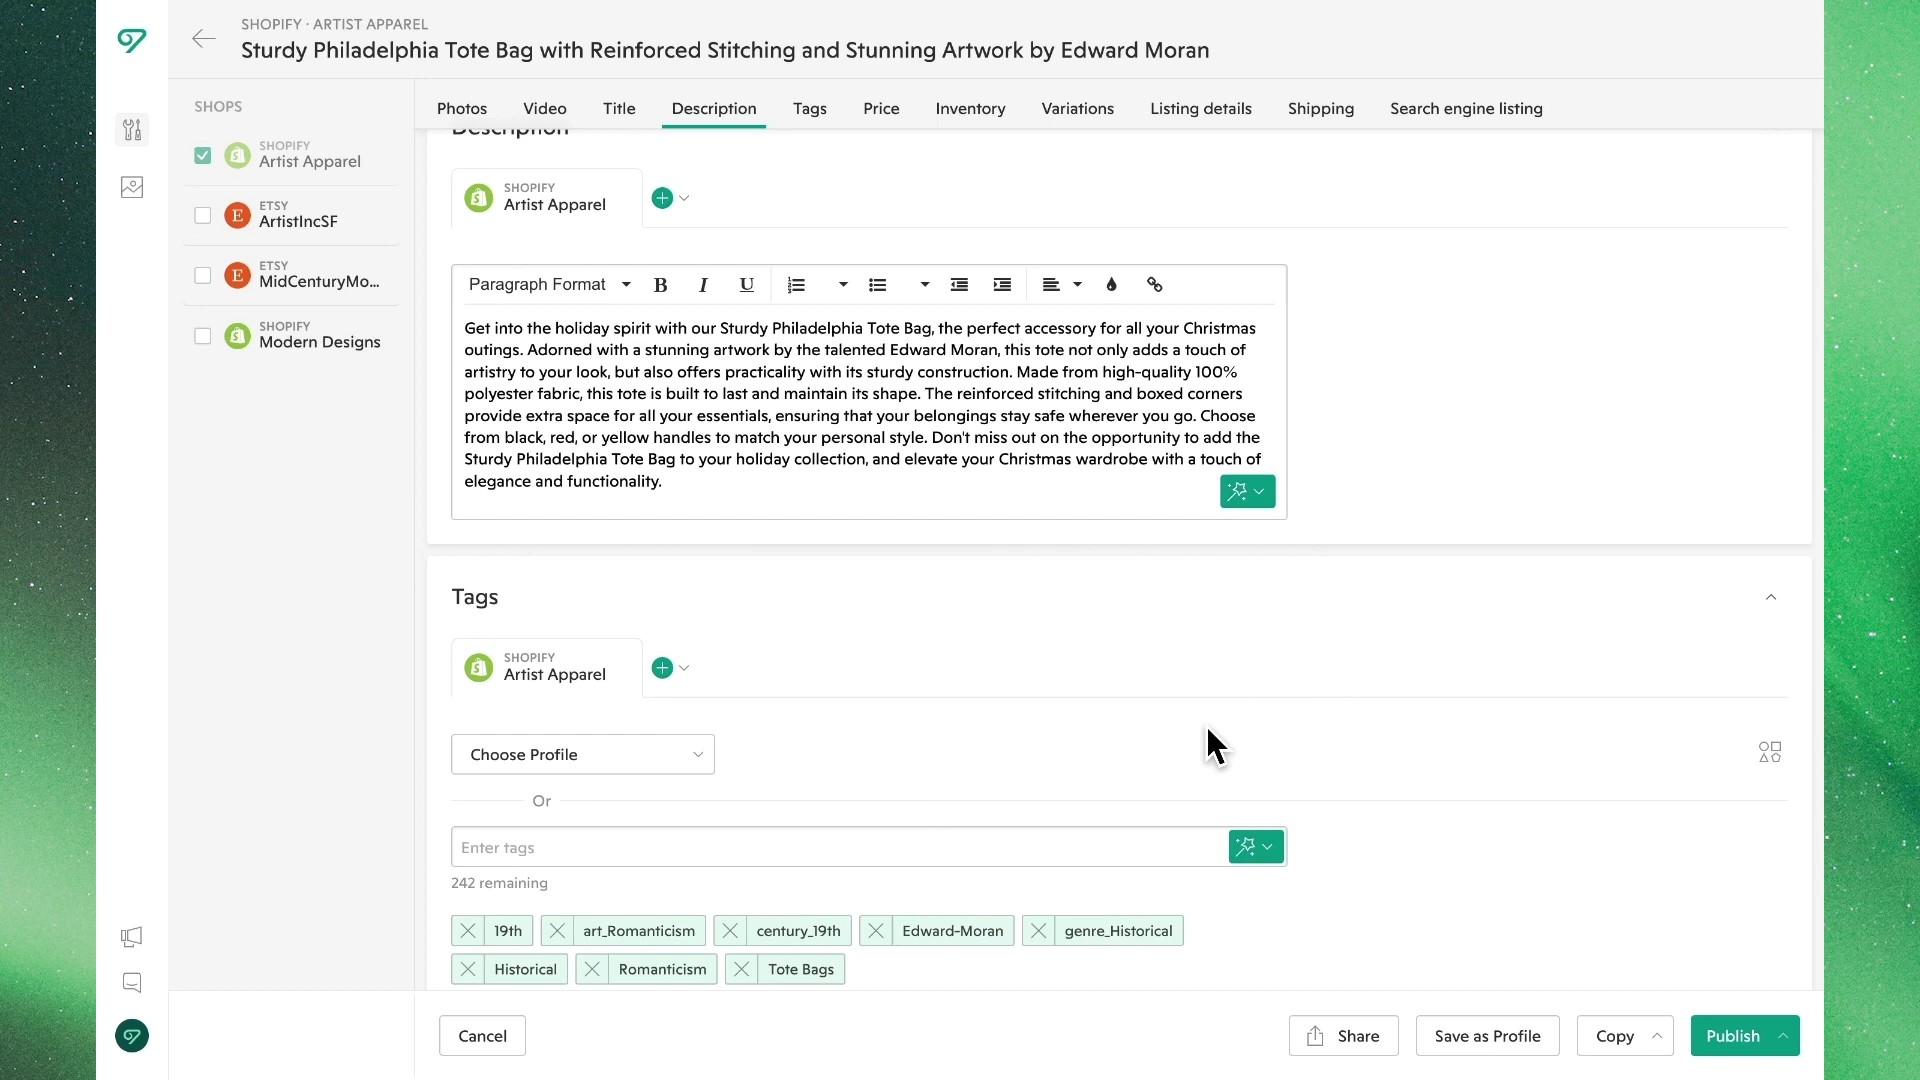 SHOPIFY · ARTIST APPAREL
Sturdy Philadelphia Tote Bag with Reinforced Stitching and Stunning Artwork by Edward Moran
SHOPS
SHOPIFY
Artist Apparel
ETSY
ArtistIncSF
ETSY
MidCenturyMo...
SHOPIFY
Modern Designs
Photos Video Title Description Tags Price Inventory Variations Listing details Shipping Search engine listing
Description
SHOPIFY
Artist Apparel
Paragraph Format B I U
Get into the holiday spirit with our Sturdy Philadelphia Tote Bag, the perfect accessory for all your Christmas
outings. Adorned with a stunning artwork by the talented Edward Moran, this tote not only adds a touch of
artistry to your look, but also offers practicality with its sturdy construction. Made from high-quality 100%
polyester fabric, this tote is built to last and maintain its shape. The reinforced stitching and boxed corners
provide extra space for all your essentials, ensuring that your belongings stay safe wherever you go. Choose
from black, red, or yellow handles to match your personal style. Don't miss out on the opportunity to add the
Sturdy Philadelphia Tote Bag to your holiday collection, and elevate your Christmas wardrobe with a touch of
elegance and functionality.
Tags
SHOPIFY
Artist Apparel
Choose Profile
Or
Enter tags
242 remaining
19th art_Romanticism century_19th Edward-Moran genre_Historical
Historical Romanticism Tote Bags
Cancel Share Save as Profile Copy Publish